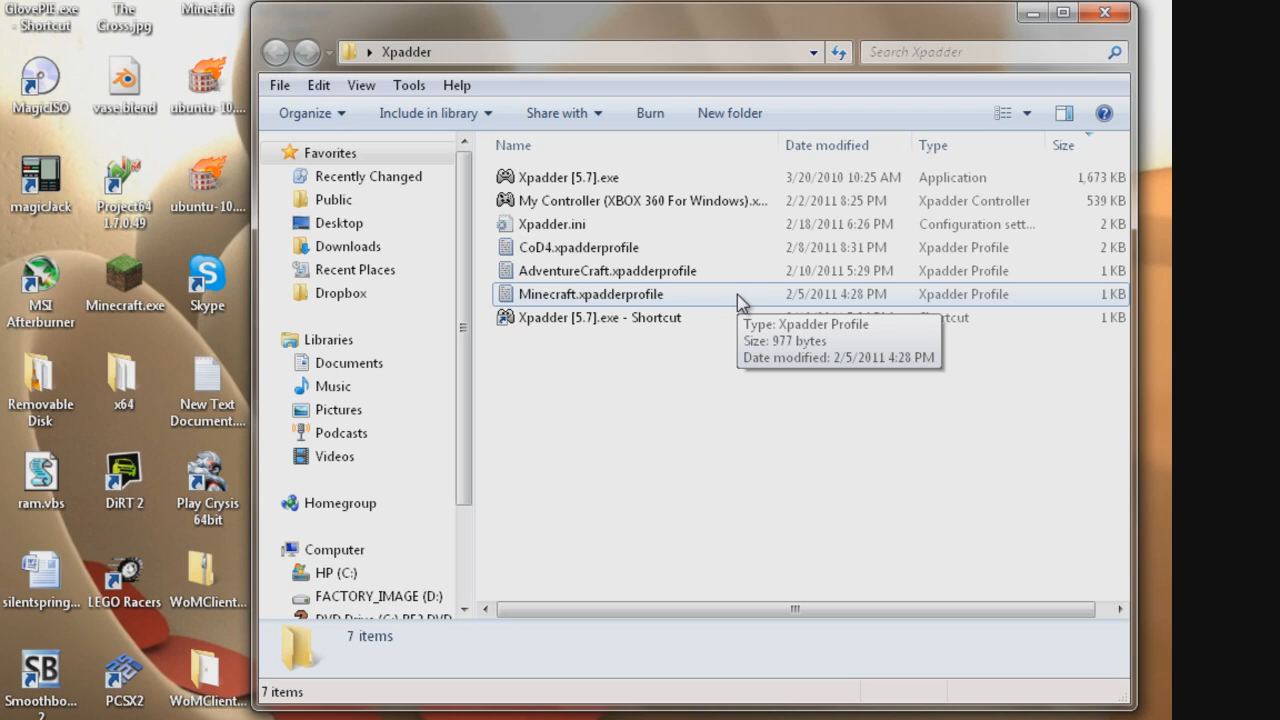 GlovePIE.exe
- Shortcut
The
Cross.jpg
MineEdit
MagicISO
vase.blend
ubuntu-10....
magicJack
Project64
1.7.0.49
ubuntu-10....
MSI
Afterburner
Minecraft.exe
Skype
Removable
Disk
x64
New Text
Document....
ram.vbs
DiRT 2
Play Crysis
64bit
silentspring...
LEGO Racers
WoMClient...
SB
Smoothbo...
2
PCSX2
WoMClient...
Xpadder
Search Xpadder
File Edit View Tools Help
Organize Include in library Share with Burn New folder
Favorites
Recently Changed
Public
Desktop
Downloads
Recent Places
Dropbox
Libraries
Documents
Music
Pictures
Podcasts
Videos
Homegroup
Computer
HP (C:)
FACTORY_IMAGE (D:)
Name Date modified Type Size
Xpadder [5.7].exe 3/20/2010 10:25 AM Application 1,673 KB
My Controller (XBOX 360 For Windows).x... 2/2/2011 8:25 PM Xpadder Controller 539 KB
Xpadder.ini 2/18/2011 6:26 PM Configuration sett... 2 KB
CoD4.xpadderprofile 2/8/2011 8:31 PM Xpadder Profile 2 KB
AdventureCraft.xpadderprofile 2/10/2011 5:29 PM Xpadder Profile 1 KB
Minecraft.xpadderprofile 2/5/2011 4:28 PM Xpadder Profile 1 KB
Xpadder [5.7].exe - Shortcut 1 KB
Type: Xpadder Profile
Size: 977 bytes
Date modified: 2/5/2011 4:28 PM
7 items
7 items